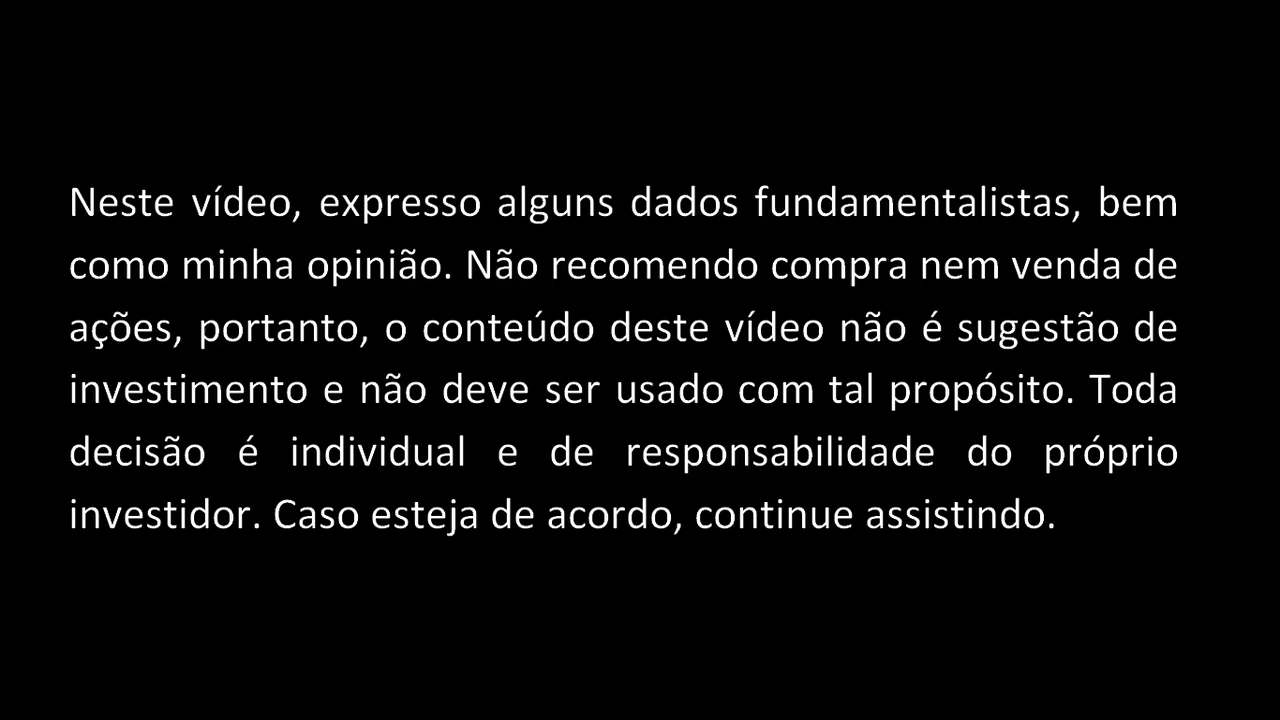 Neste vídeo, expresso alguns dados fundamentalistas, bem
como minha opinião. Não recomendo compra nem venda de
ações, portanto, o conteúdo deste vídeo não é sugestão de
investimento e não deve ser usado com tal propósito. Toda
decisão é individual e de responsabilidade do próprio
investidor. Caso esteja de acordo, continue assistindo.